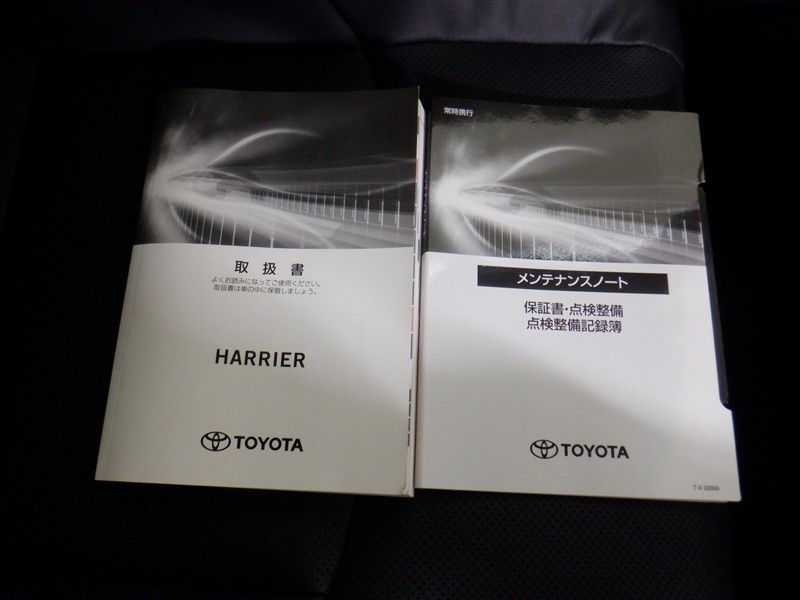 取扱書
よくお読みになってご使用ください。
取扱書は車の中に保管しましょう。
HARRIER
TOYOTA
常時携行
メンテナンスノート
保証書・点検整備
点検整備記録簿
TOYOTA